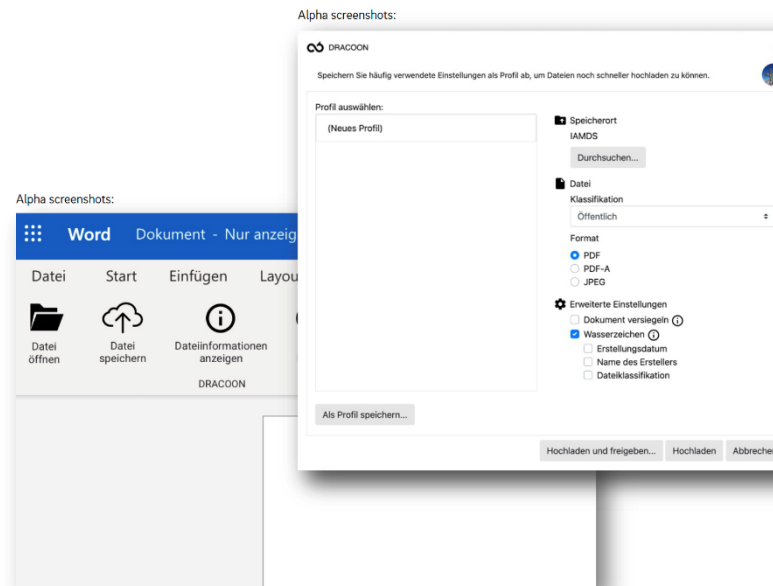 Alpha screenshots:
DRACOON
Speichern Sie häufig verwendete Einstellungen als Profil ab, um Dateien noch schneller hochladen zu können.
Profil auswählen:
(Neues Profil)
Speicherort
IAMDS
Durchsuchen...
Datei
Klassifikation
Öffentlich
Format
PDF
PDF-A
JPEG
Erweiterte Einstellungen
Dokument versiegeln
Wasserzeichen
Erstellungsdatum
Name des Erstellers
Dateiklassifikation
Als Profil speichern...
Hochladen und freigeben... Hochladen Abbreche
Alpha screenshots:
Word Dokument - Nur anzeig
Datei Start Einfügen Layou
Datei öffnen
Datei speichern
Dateiinformationen anzeigen
DRACOON